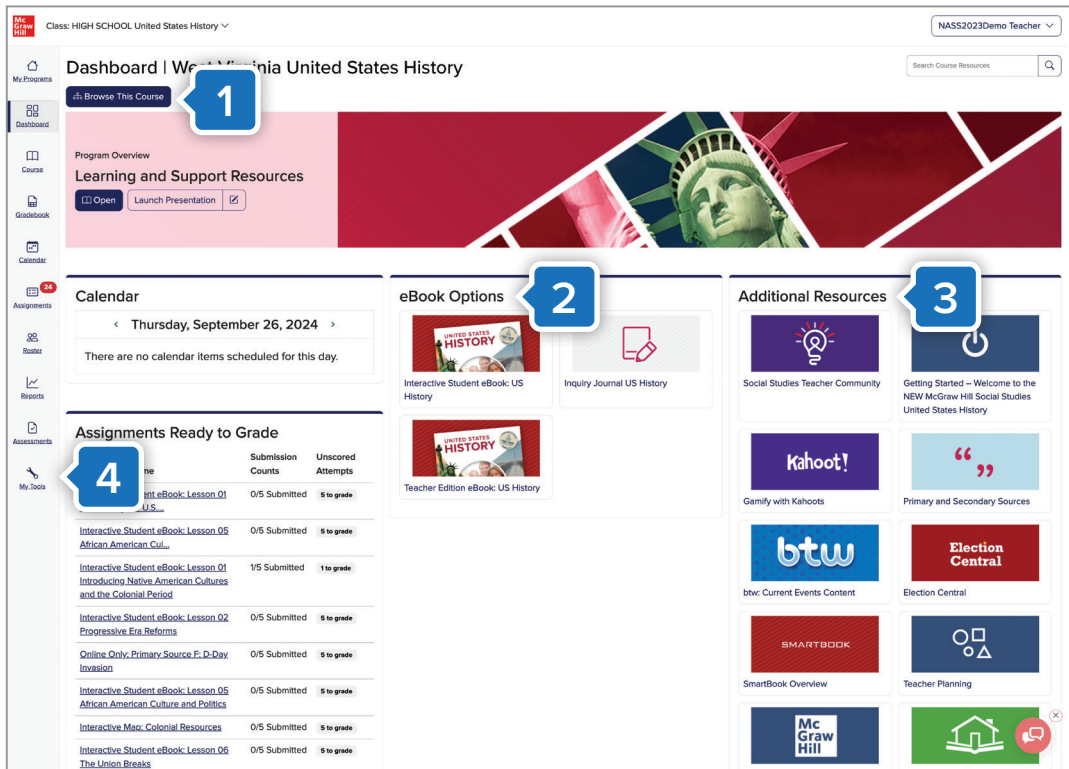 Mc
Graw
Hill
Class: HIGH SCHOOL United States History
NASS2023Demo Teacher
My Programs
Dashboard
Course
Gradebook
Calendar
24
Assignments
Roster
Reports
Assessments
My Tools
Dashboard | West Virginia United States History
Search Course Resources
Browse This Course
1
Program Overview
Learning and Support Resources
Open
Launch Presentation
Calendar
‹ Thursday, September 26, 2024 ›
There are no calendar items scheduled for this day.
Assignments Ready to Grade
4
me
Submission
Counts
Unscored
Attempts
ent eBook: Lesson 01
U.S....
0/5 Submitted
5 to grade
Interactive Student eBook: Lesson 05
African American Cul...
0/5 Submitted
5 to grade
Interactive Student eBook: Lesson 01
Introducing Native American Cultures
and the Colonial Period
1/5 Submitted
1 to grade
Interactive Student eBook: Lesson 02
Progressive Era Reforms
0/5 Submitted
5 to grade
Online Only: Primary Source F: D-Day
Invasion
0/5 Submitted
5 to grade
Interactive Student eBook: Lesson 05
African American Culture and Politics
0/5 Submitted
5 to grade
Interactive Map: Colonial Resources
0/5 Submitted
5 to grade
Interactive Student eBook: Lesson 06
The Union Breaks
0/5 Submitted
5 to grade
eBook Options
2
UNITED STATES
HISTORY
Interactive Student eBook: US
History
Inquiry Journal US History
UNITED STATES
HISTORY
Teacher Edition eBook: US History
Additional Resources
3
Social Studies Teacher Community
Getting Started – Welcome to the
NEW McGraw Hill Social Studies
United States History
Kahoot!
Gamify with Kahoots
“ ”
Primary and Secondary Sources
btw
btw: Current Events Content
Election
Central
Election Central
SMARTBOOK
SmartBook Overview
Teacher Planning
Mc
Graw
Hill